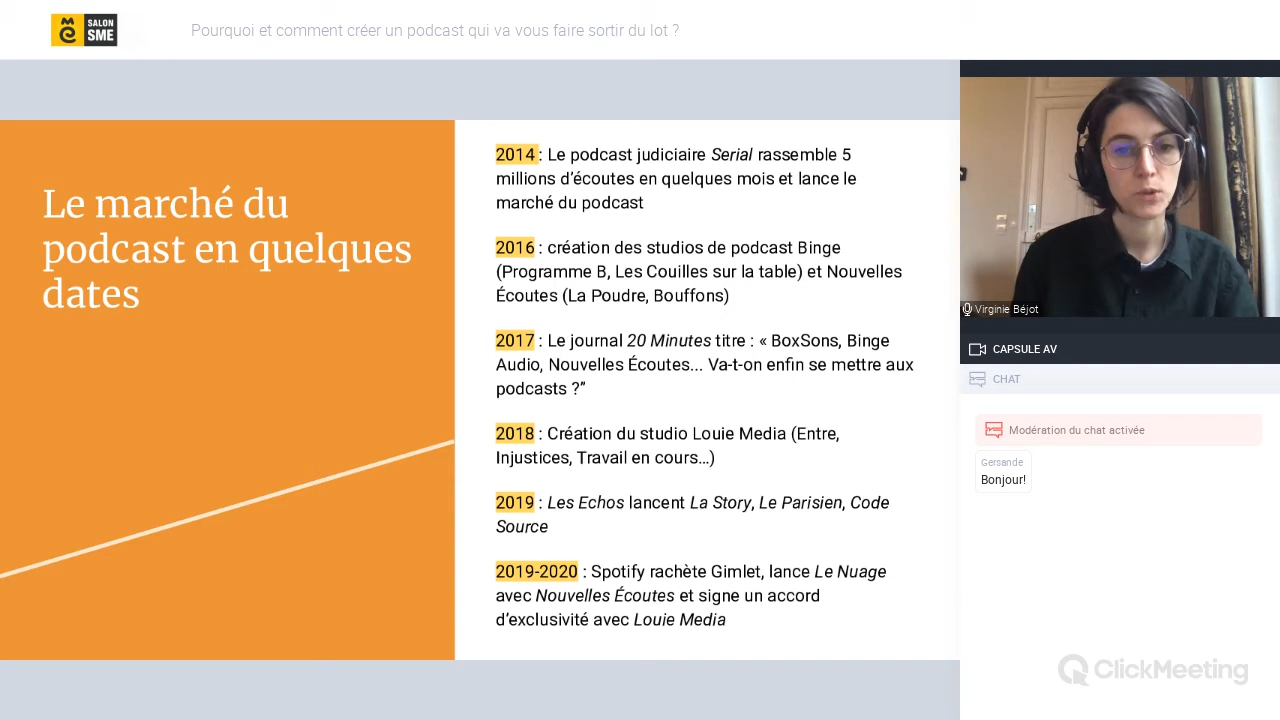 SALON
SME
Pourquoi et comment créer un podcast qui va vous faire sortir du lot ?
Le marché du
podcast en quelques
dates
2014 : Le podcast judiciaire Serial rassemble 5
millions d'écoutes en quelques mois et lance le
marché du podcast
2016 : création des studios de podcast Binge
(Programme B, Les Couilles sur la table) et Nouvelles
Écoutes (La Poudre, Bouffons)
2017 : Le journal 20 Minutes titre : « BoxSons, Binge
Audio, Nouvelles Écoutes... Va-t-on enfin se mettre aux
podcasts ?”
2018 : Création du studio Louie Media (Entre,
Injustices, Travail en cours…)
2019 : Les Echos lancent La Story, Le Parisien, Code
Source
2019-2020 : Spotify rachète Gimlet, lance Le Nuage
avec Nouvelles Écoutes et signe un accord
d'exclusivité avec Louie Media
Virginie Béjot
CAPSULE AV
CHAT
Modération du chat activée
Gersande
Bonjour!
ClickMeeting